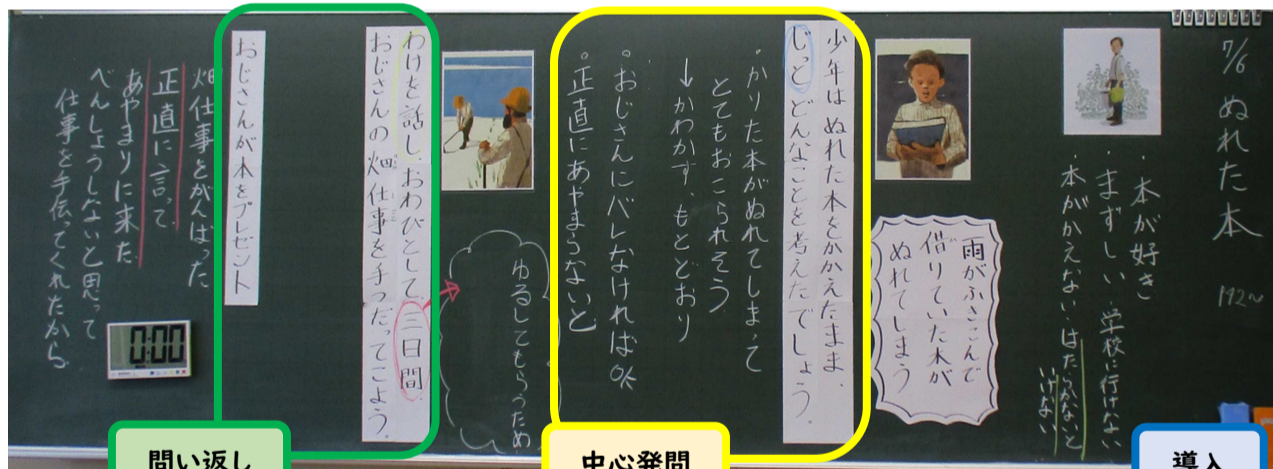 7/6 ぬれた本 192〜
・本が好き
・まずしい・学校に行けない
・本がかえない・はたらかないと
いけない
雨がふきこんで
借りていた本が
ぬれてしまう
少年はぬれた本をかかえたまま、
じっとどんなことを考えたでしょう。
・かりた本がぬれてしまって
とてもおこられそう
↓かわかす、もとどおり
・おじさんにバレなければOK
・正直にあやまらないと
ゆるしてもらうため
わけを話し、おわびとして、三日間、
おじさんの畑仕事を手つだってこよう。
おじさんが本をプレゼント
畑仕事をがんばった
正直に言って
あやまりに来た
べんしょうしないと思って
仕事を手伝ってくれたから
0:00
問い返し
中心発問
導入